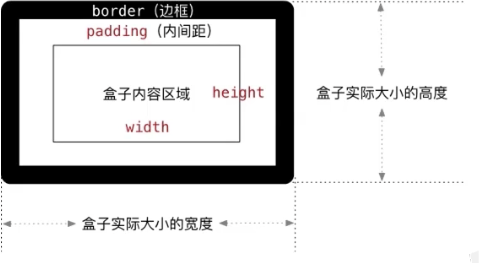 border（边框）
padding（内间距）
盒子内容区域
height
width
盒子实际大小的高度
盒子实际大小的宽度